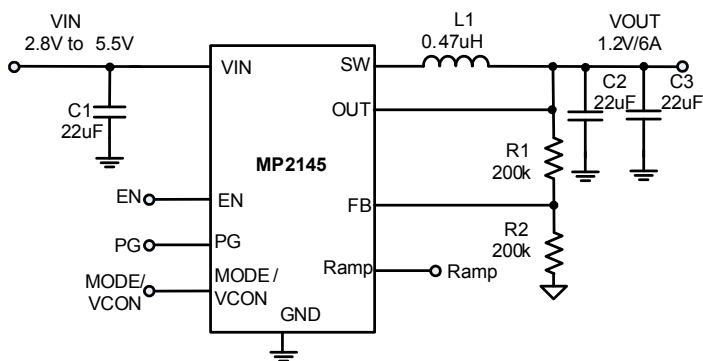 VIN
2.8V to 5.5V
L1
0.47uH
VOUT
1.2V/6A
VIN
SW
C1
22uF
C2
22uF
C3
22uF
OUT
R1
200k
MP2145
EN
EN
FB
PG
PG
R2
200k
MODE/
VCON
MODE/
VCON
Ramp
Ramp
GND